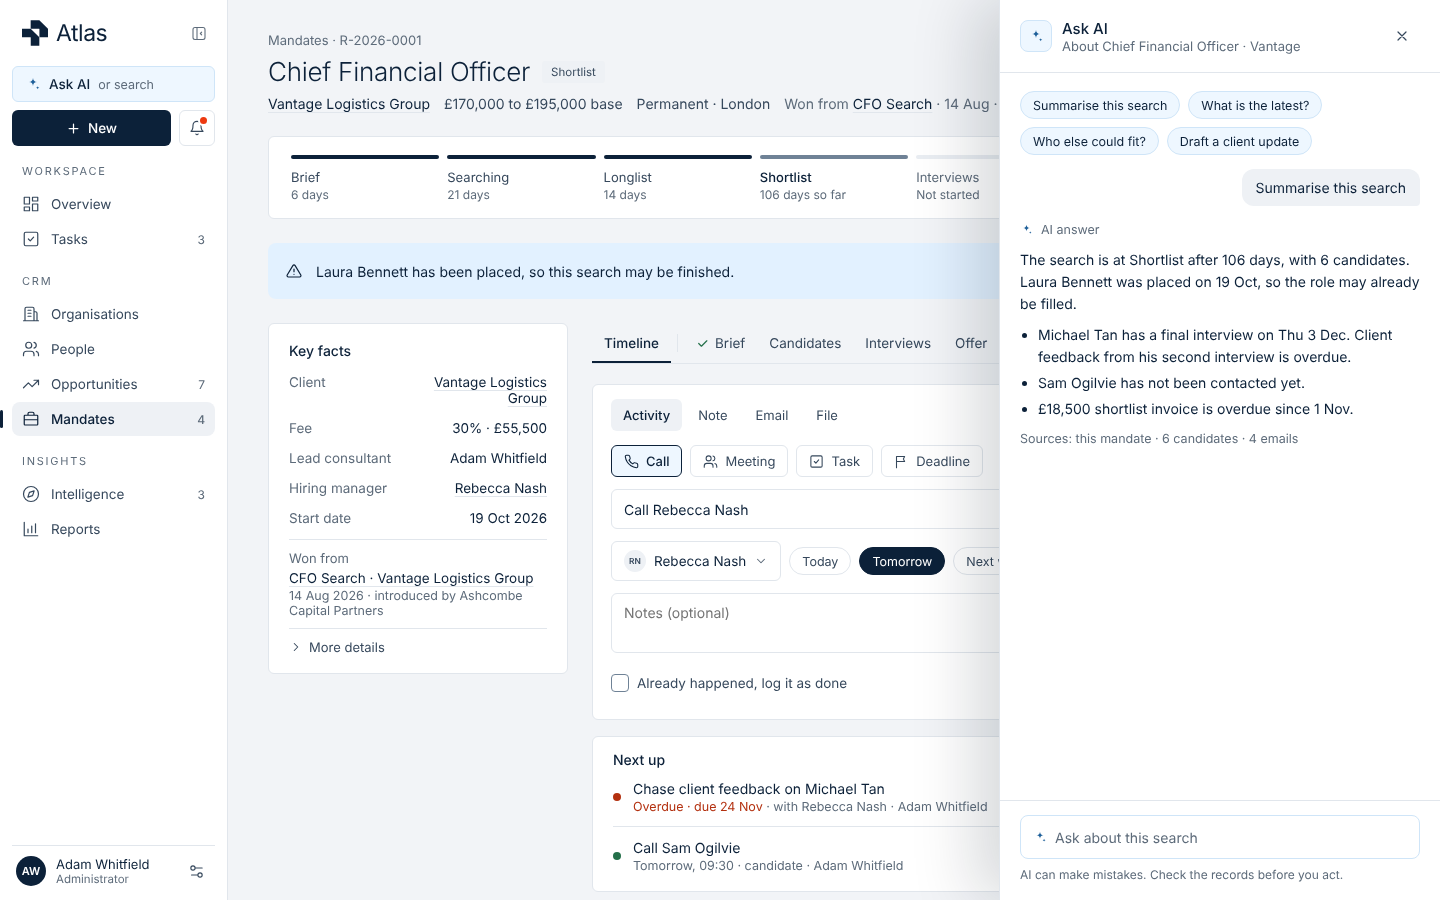 Atlas
Ask AI or search
New
WORKSPACE
Overview
Tasks 3
CRM
Organisations
People
Opportunities 7
Mandates 4
INSIGHTS
Intelligence 3
Reports
AW
Adam Whitfield
Administrator
Mandates · R-2026-0001
Chief Financial Officer Shortlist
Vantage Logistics Group £170,000 to £195,000 base Permanent · London Won from CFO Search · 14 Aug ·
Brief Searching Longlist Shortlist Interviews
6 days 21 days 14 days 106 days so far Not started
Laura Bennett has been placed, so this search may be finished.
Key facts
Client Vantage Logistics
Group
Fee 30% · £55,500
Lead consultant Adam Whitfield
Hiring manager Rebecca Nash
Start date 19 Oct 2026
Won from
CFO Search · Vantage Logistics Group
14 Aug 2026 · introduced by Ashcombe
Capital Partners
More details
Timeline Brief Candidates Interviews Offer
Activity Note Email File
Call Meeting Task Deadline
Call Rebecca Nash
RN Rebecca Nash Today Tomorrow Next
Notes (optional)
Already happened, log it as done
Next up
Chase client feedback on Michael Tan
Overdue · due 24 Nov · with Rebecca Nash · Adam Whitfield
Call Sam Ogilvie
Tomorrow, 09:30 · candidate · Adam Whitfield
Ask AI
About Chief Financial Officer · Vantage
Summarise this search What is the latest?
Who else could fit? Draft a client update
Summarise this search
AI answer
The search is at Shortlist after 106 days, with 6 candidates.
Laura Bennett was placed on 19 Oct, so the role may already
be filled.
• Michael Tan has a final interview on Thu 3 Dec. Client
feedback from his second interview is overdue.
• Sam Ogilvie has not been contacted yet.
• £18,500 shortlist invoice is overdue since 1 Nov.
Sources: this mandate · 6 candidates · 4 emails
Ask about this search
AI can make mistakes. Check the records before you act.